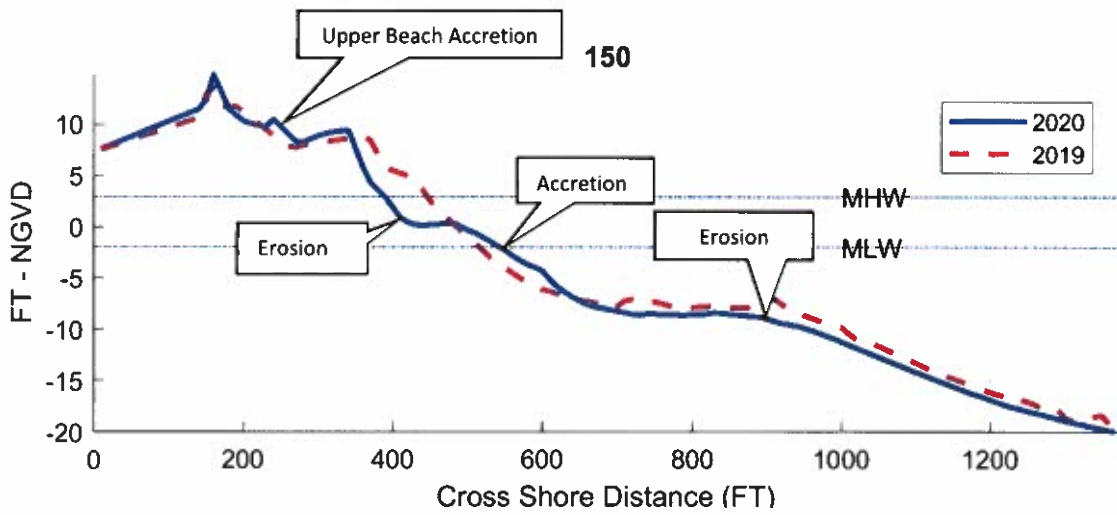 Upper Beach Accretion
150
2020
2019
10
5
0
-5
-10
-15
-20
FT - NGVD
MHW
MLW
Accretion
Erosion
Erosion
0
200
400
600
800
1000
1200
Cross Shore Distance (FT)